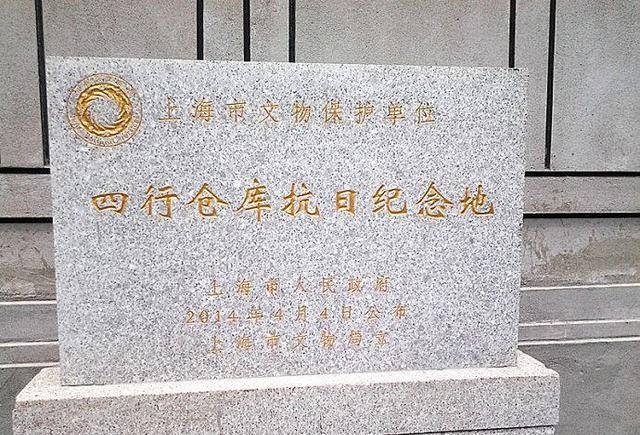 上海市文物保护单位
四行仓库抗日纪念地
上海市人民政府
2014年4月4日公布
上海市文物局立